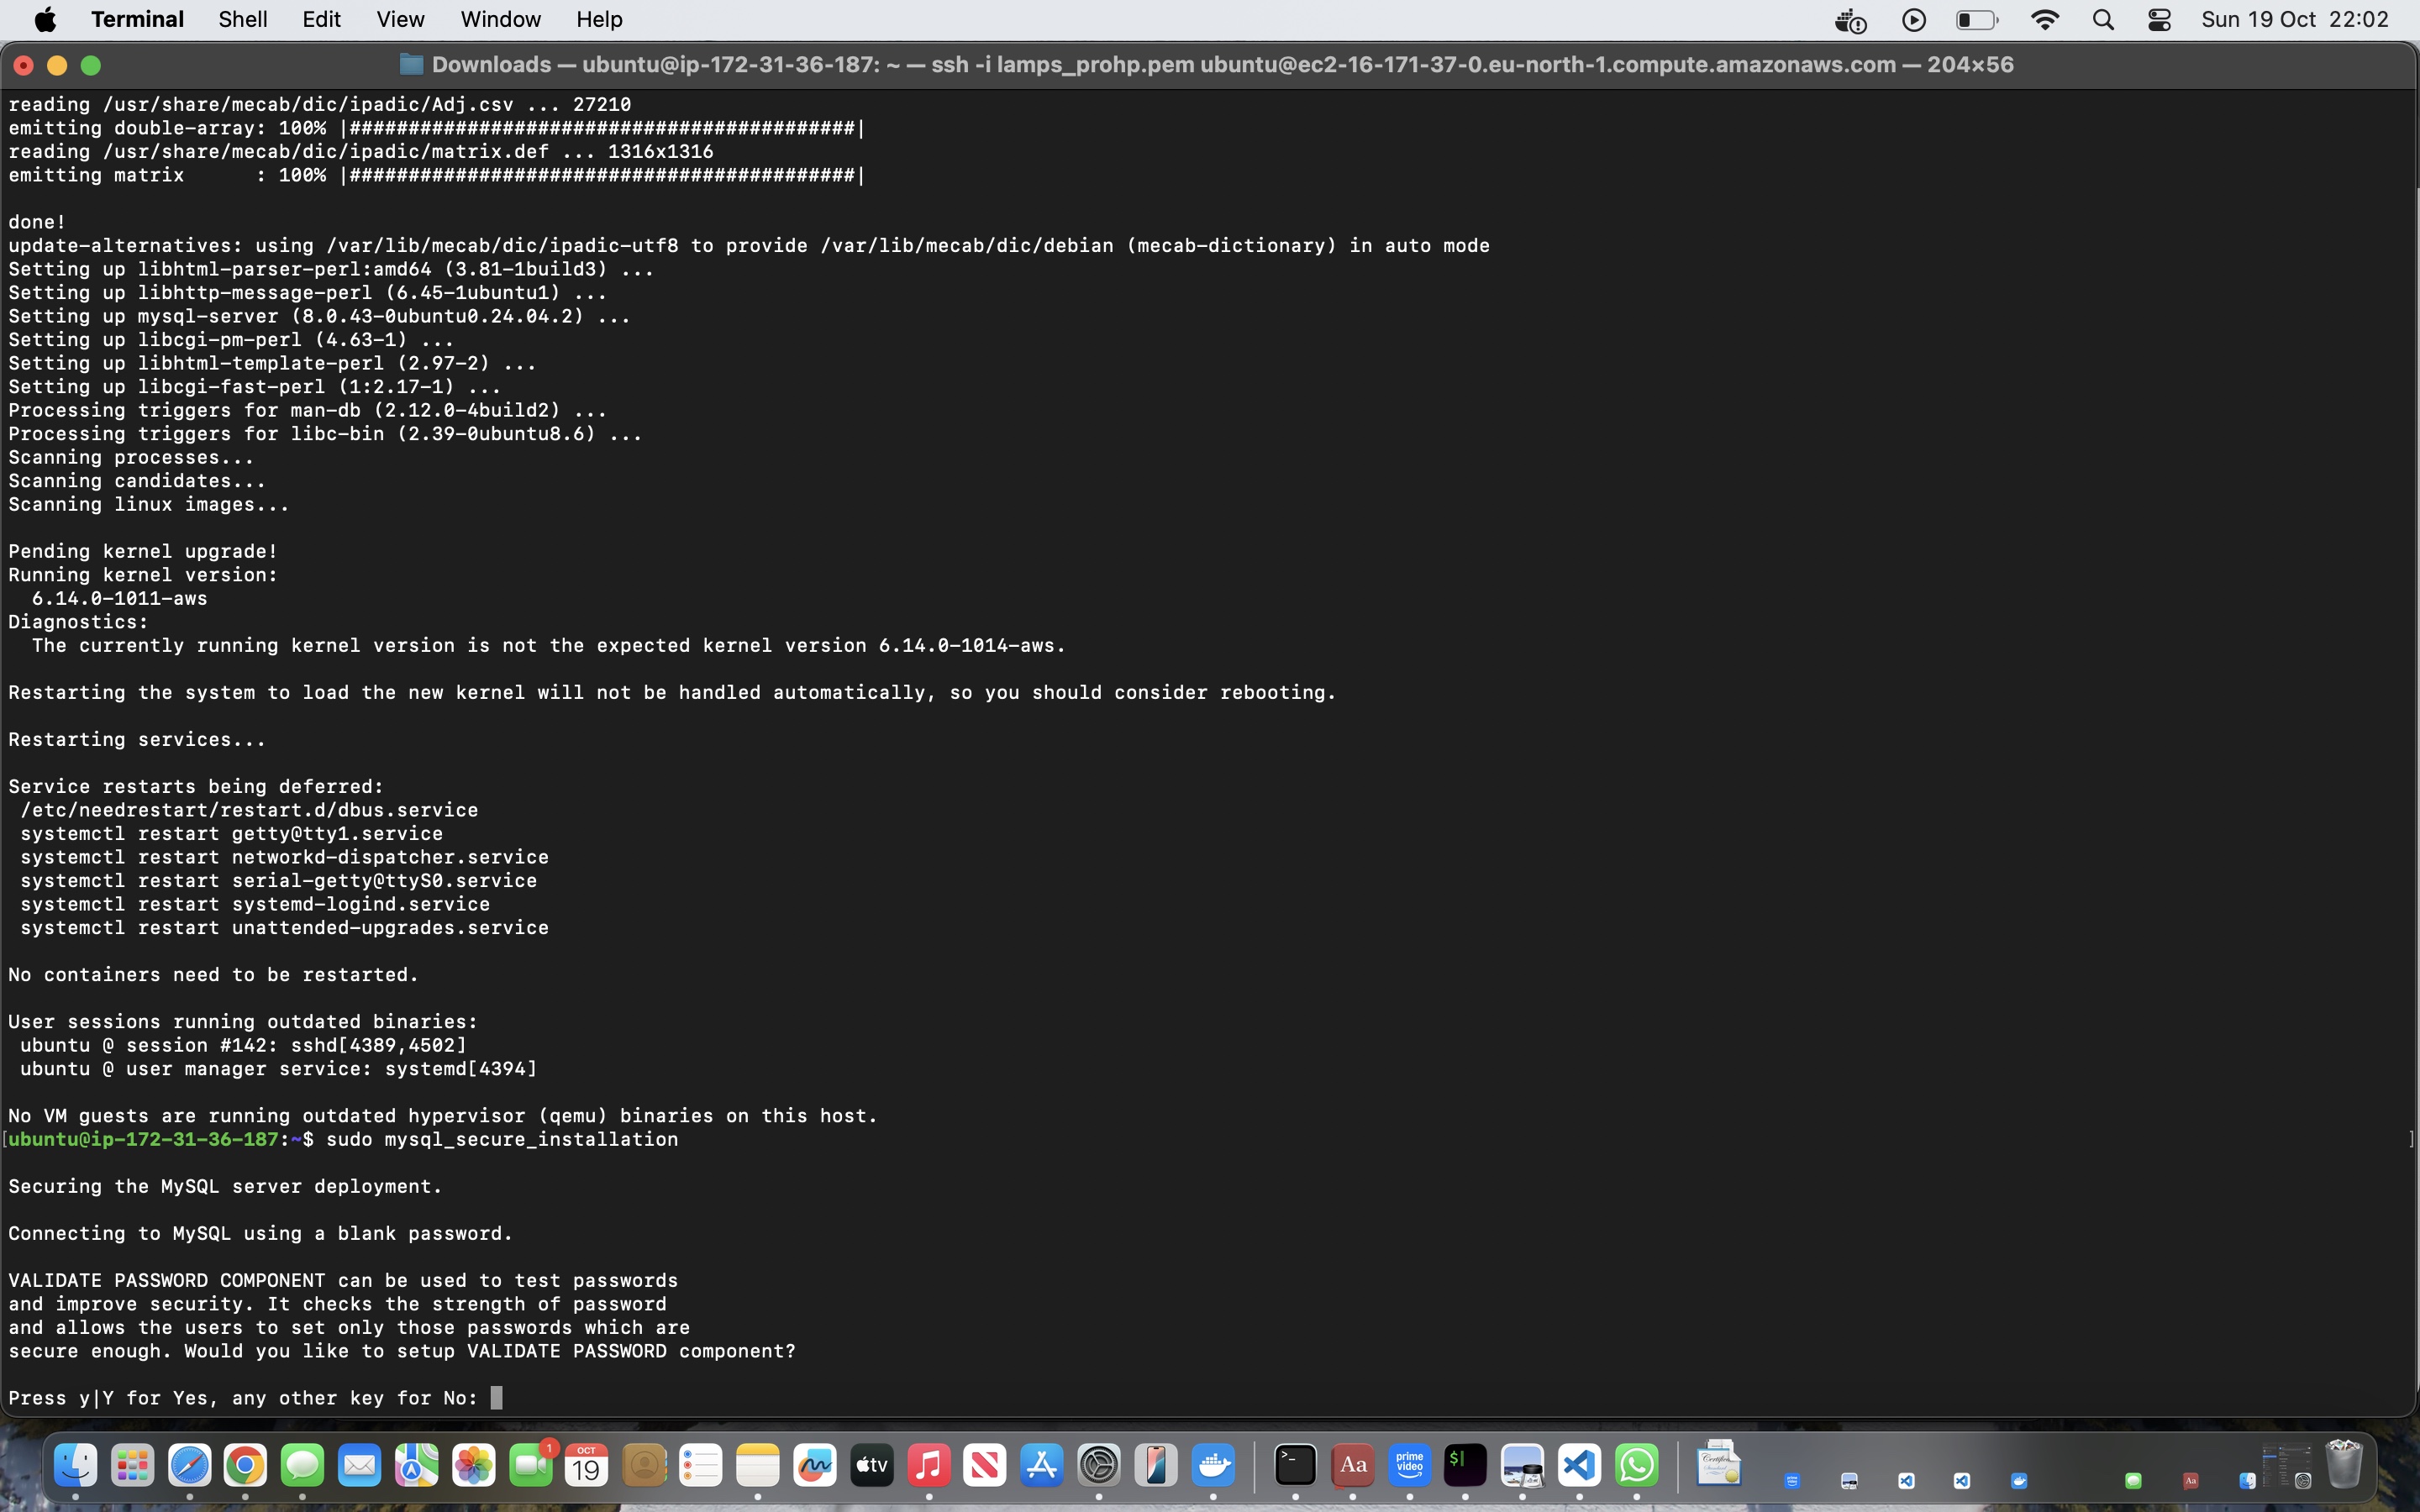 Terminal Shell Edit View Window Help Sun 19 Oct 22:02
Downloads — ubuntu@ip-172-31-36-187: ~ — ssh -i lamps_prohp.pem ubuntu@ec2-16-171-37-0.eu-north-1.compute.amazonaws.com — 204×56
reading /usr/share/mecab/dic/ipadic/Adj.csv ... 27210
emitting double-array: 100% |###########################################|
reading /usr/share/mecab/dic/ipadic/matrix.def ... 1316x1316
emitting matrix      : 100% |###########################################|
done!
update-alternatives: using /var/lib/mecab/dic/ipadic-utf8 to provide /var/lib/mecab/dic/debian (mecab-dictionary) in auto mode
Setting up libhtml-parser-perl:amd64 (3.81-1build3) ...
Setting up libhttp-message-perl (6.45-1ubuntu1) ...
Setting up mysql-server (8.0.43-0ubuntu0.24.04.2) ...
Setting up libcgi-pm-perl (4.63-1) ...
Setting up libhtml-template-perl (2.97-2) ...
Setting up libcgi-fast-perl (1:2.17-1) ...
Processing triggers for man-db (2.12.0-4build2) ...
Processing triggers for libc-bin (2.39-0ubuntu8.6) ...
Scanning processes...
Scanning candidates...
Scanning linux images...
Pending kernel upgrade!
Running kernel version:
  6.14.0-1011-aws
Diagnostics:
  The currently running kernel version is not the expected kernel version 6.14.0-1014-aws.
Restarting the system to load the new kernel will not be handled automatically, so you should consider rebooting.
Restarting services...
Service restarts being deferred:
 /etc/needrestart/restart.d/dbus.service
 systemctl restart getty@tty1.service
 systemctl restart networkd-dispatcher.service
 systemctl restart serial-getty@ttyS0.service
 systemctl restart systemd-logind.service
 systemctl restart unattended-upgrades.service
No containers need to be restarted.
User sessions running outdated binaries:
 ubuntu @ session #142: sshd[4389,4502]
 ubuntu @ user manager service: systemd[4394]
No VM guests are running outdated hypervisor (qemu) binaries on this host.
[ubuntu@ip-172-31-36-187:~$ sudo mysql_secure_installation ]
Securing the MySQL server deployment.
Connecting to MySQL using a blank password.
VALIDATE PASSWORD COMPONENT can be used to test passwords
and improve security. It checks the strength of password
and allows the users to set only those passwords which are
secure enough. Would you like to setup VALIDATE PASSWORD component?
Press y|Y for Yes, any other key for No:
1 OCT 19 tv >_ Aa prime video $